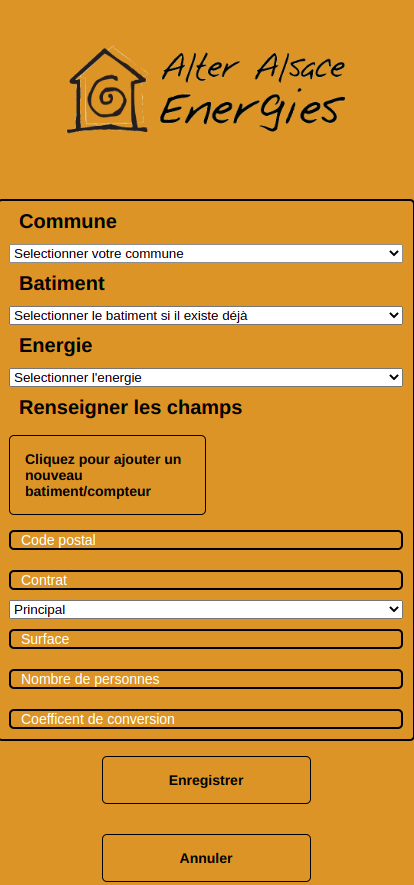 Alter Alsace
Energies
Commune
Selectionner votre commune
Batiment
Selectionner le batiment si il existe déjà
Energie
Selectionner l'energie
Renseigner les champs
Cliquez pour ajouter un
nouveau
batiment/compteur
Code postal
Contrat
Principal
Surface
Nombre de personnes
Coefficent de conversion
Enregistrer
Annuler